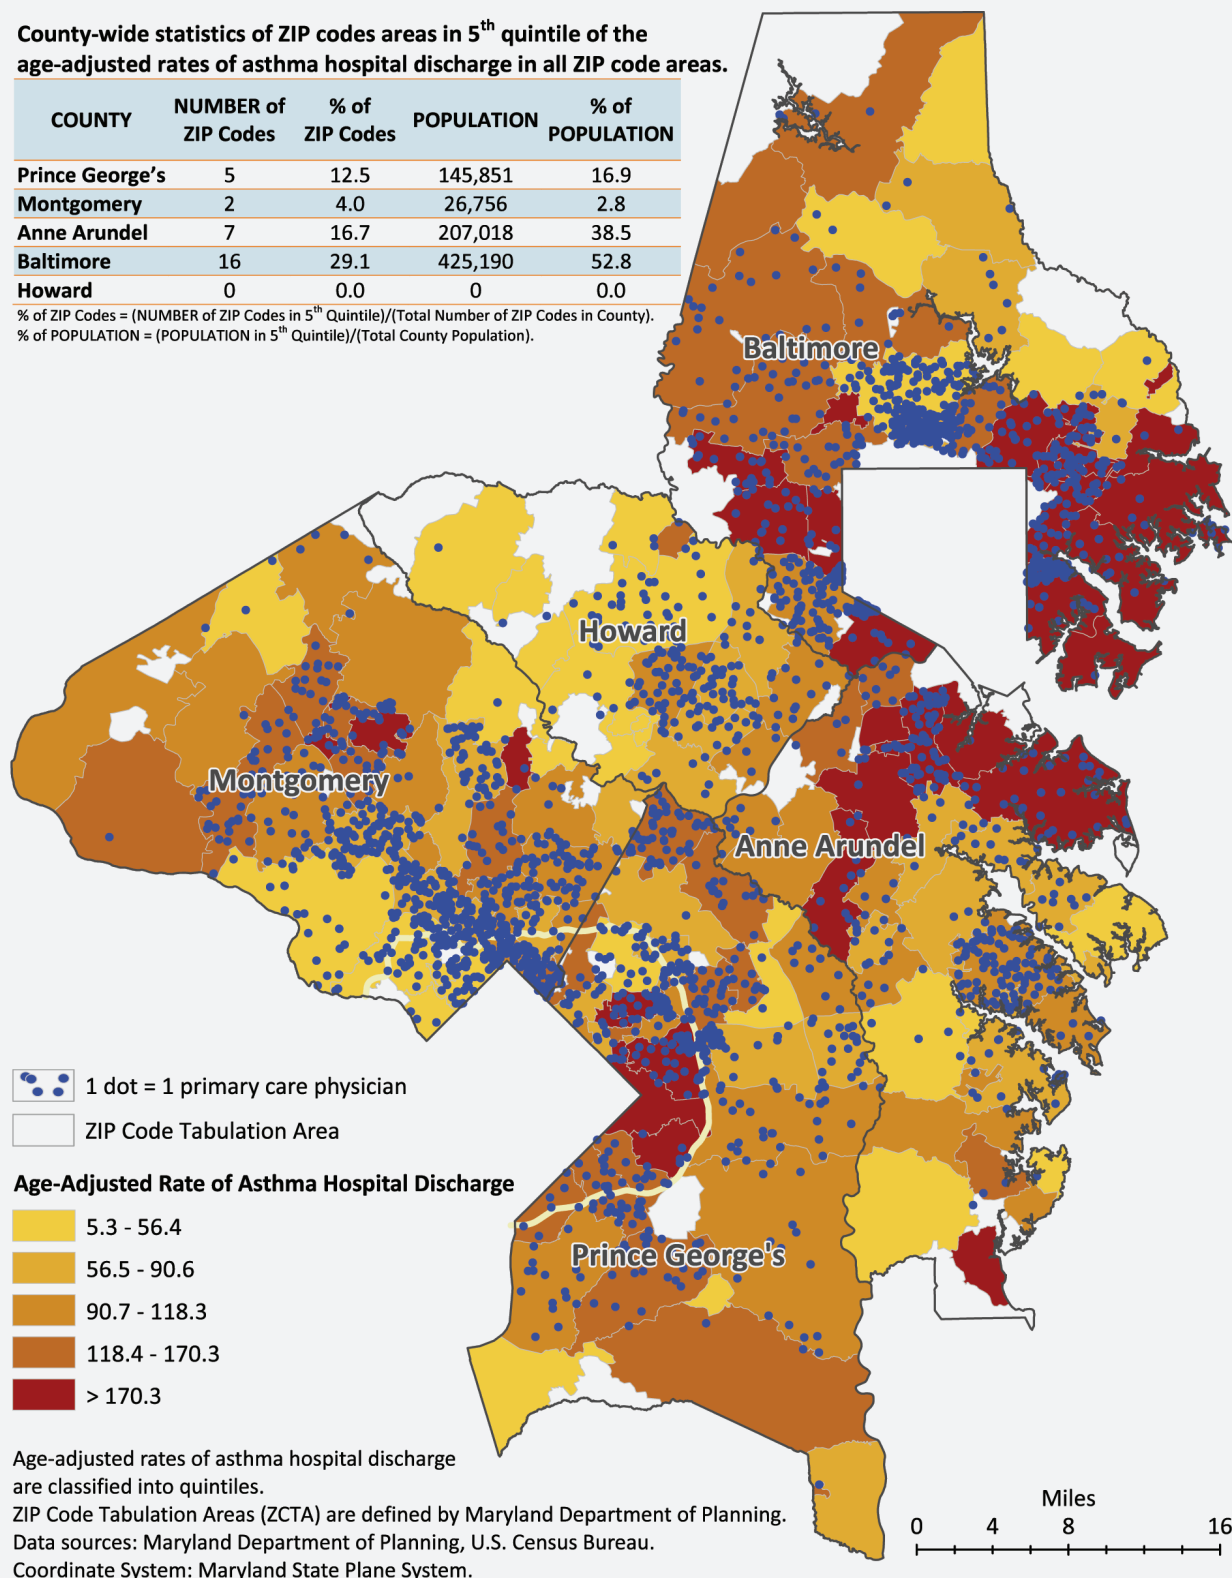 County-wide statistics of ZIP codes areas in 5th quintile of the
age-adjusted rates of asthma hospital discharge in all ZIP code areas.
COUNTY NUMBER of ZIP Codes % of ZIP Codes POPULATION % of POPULATION
Prince George's 5 12.5 145,851 16.9
Montgomery 2 4.0 26,756 2.8
Anne Arundel 7 16.7 207,018 38.5
Baltimore 16 29.1 425,190 52.8
Howard 0 0.0 0 0.0
% of ZIP Codes = (NUMBER of ZIP Codes in 5th Quintile)/(Total Number of ZIP Codes in County).
% of POPULATION = (POPULATION in 5th Quintile)/(Total County Population).
Baltimore
Howard
Montgomery
Anne Arundel
Prince George's
1 dot = 1 primary care physician
ZIP Code Tabulation Area
Age-Adjusted Rate of Asthma Hospital Discharge
5.3 - 56.4
56.5 - 90.6
90.7 - 118.3
118.4 - 170.3
> 170.3
Age-adjusted rates of asthma hospital discharge
are classified into quintiles.
ZIP Code Tabulation Areas (ZCTA) are defined by Maryland Department of Planning.
Data sources: Maryland Department of Planning, U.S. Census Bureau.
Coordinate System: Maryland State Plane System.
Miles
0 4 8 16